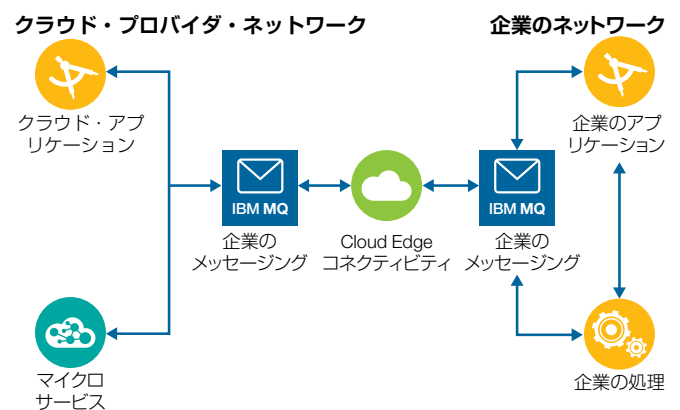 クラウド・プロバイダ・ネットワーク
企業のネットワーク
クラウド・アプ
リケーション
企業のアプ
リケーション
IBM MQ
IBM MQ
企業の
メッセージング
Cloud Edge
コネクティビティ
企業の
メッセージング
マイクロ
サービス
企業の処理